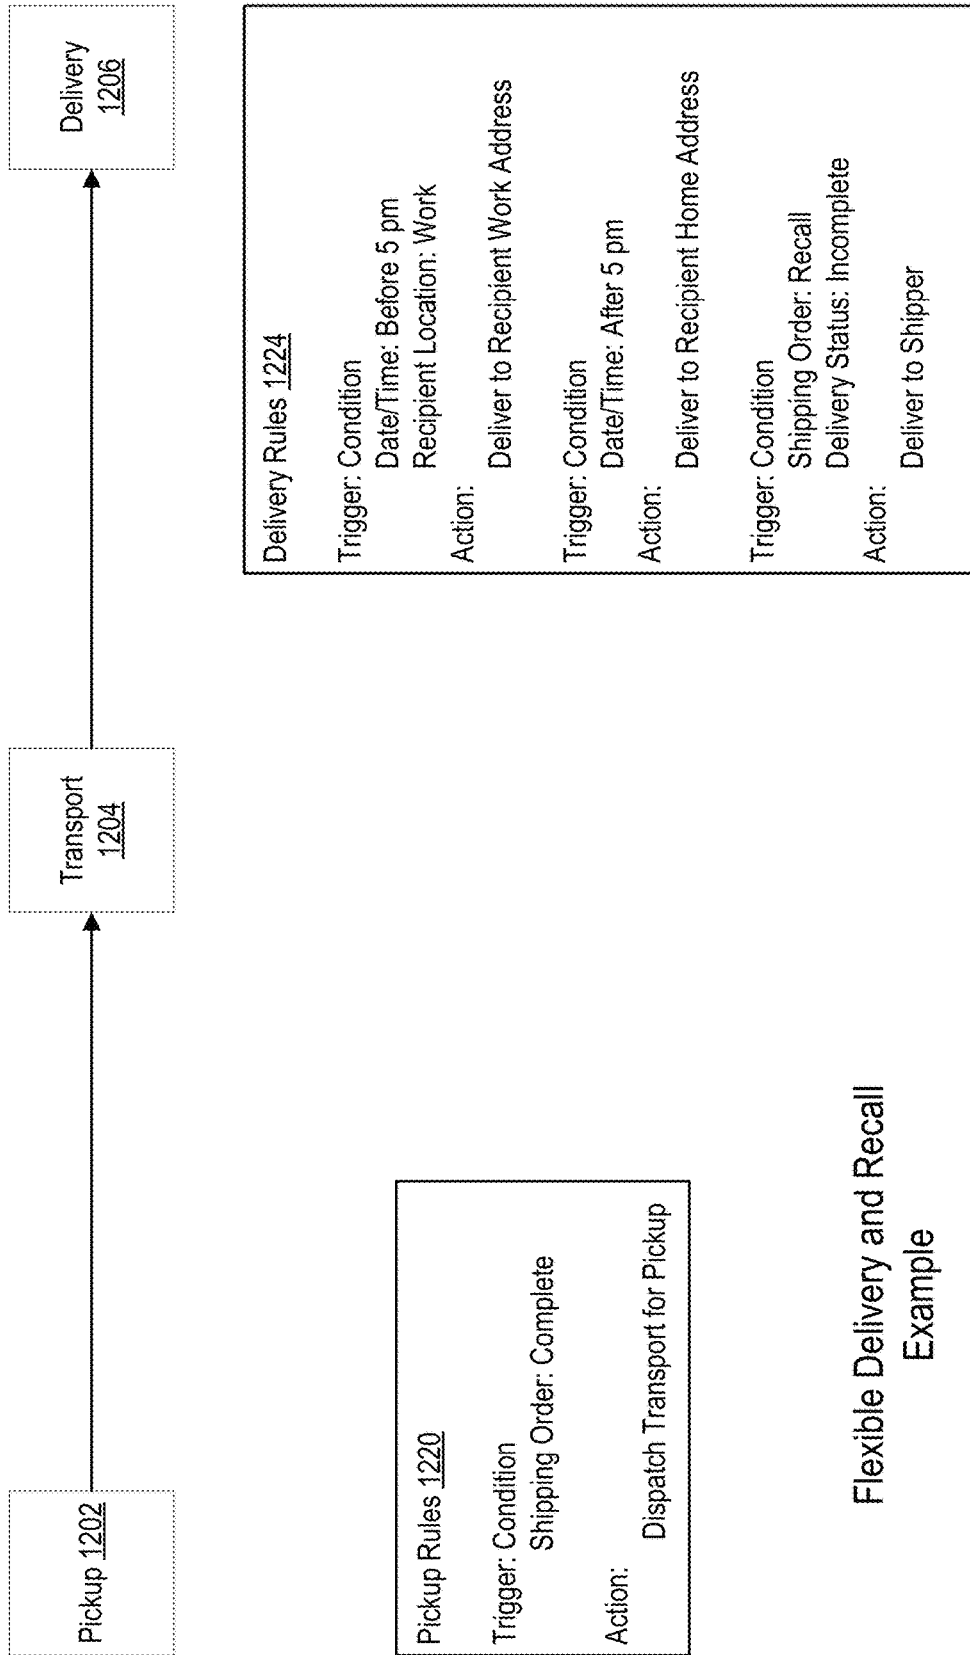 Pickup 1202
Transport
1204
Delivery
1206
Pickup Rules 1220
Trigger: Condition
Shipping Order: Complete
Action:
Dispatch Transport for Pickup
Delivery Rules 1224
Trigger: Condition
Date/Time: Before 5 pm
Recipient Location: Work
Action:
Deliver to Recipient Work Address
Trigger: Condition
Date/Time: After 5 pm
Action:
Deliver to Recipient Home Address
Trigger: Condition
Shipping Order: Recall
Delivery Status: Incomplete
Action:
Deliver to Shipper
Flexible Delivery and Recall
Example